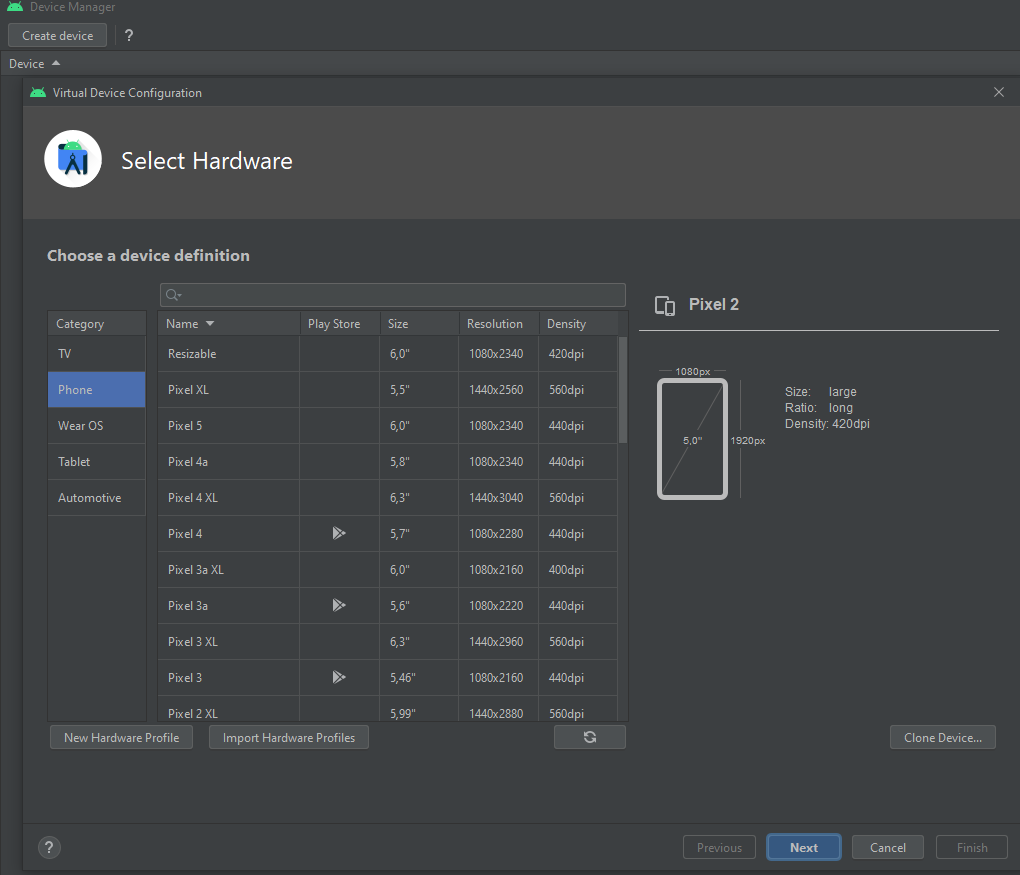 Device Manager
Create device ?
Device
Virtual Device Configuration
Select Hardware
Choose a device definition
Category
TV
Phone
Wear OS
Tablet
Automotive
Name Play Store Size Resolution Density
Resizable 6,0" 1080x2340 420dpi
Pixel XL 5,5" 1440x2560 560dpi
Pixel 5 6,0" 1080x2340 440dpi
Pixel 4a 5,8" 1080x2340 440dpi
Pixel 4 XL 6,3" 1440x3040 560dpi
Pixel 4 5,7" 1080x2280 440dpi
Pixel 3a XL 6,0" 1080x2160 400dpi
Pixel 3a 5,6" 1080x2220 440dpi
Pixel 3 XL 6,3" 1440x2960 560dpi
Pixel 3 5,46" 1080x2160 440dpi
Pixel 2 XL 5,99" 1440x2880 560dpi
New Hardware Profile Import Hardware Profiles
Pixel 2
1080px
5,0"
1920px
Size: large
Ratio: long
Density: 420dpi
Clone Device...
? Previous Next Cancel Finish